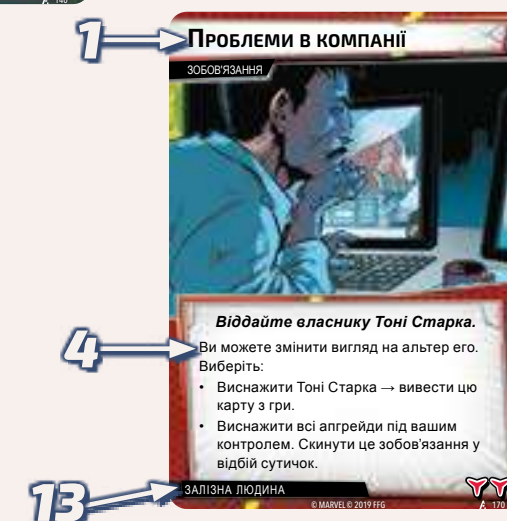 A 140
1
ПРОБЛЕМИ В КОМПАНІЇ
ЗОБОВ'ЯЗАННЯ
Віддайте власнику Тоні Старка.
4
Ви можете змінити вигляд на альтер его.
Виберіть:
• Виснажити Тоні Старка → вивести цю
карту з гри.
• Виснажити всі апгрейди під вашим
контролем. Скинути це зобов'язання у
відбій сутичок.
13
ЗАЛІЗНА ЛЮДИНА
© MARVEL © 2019 FFG
170